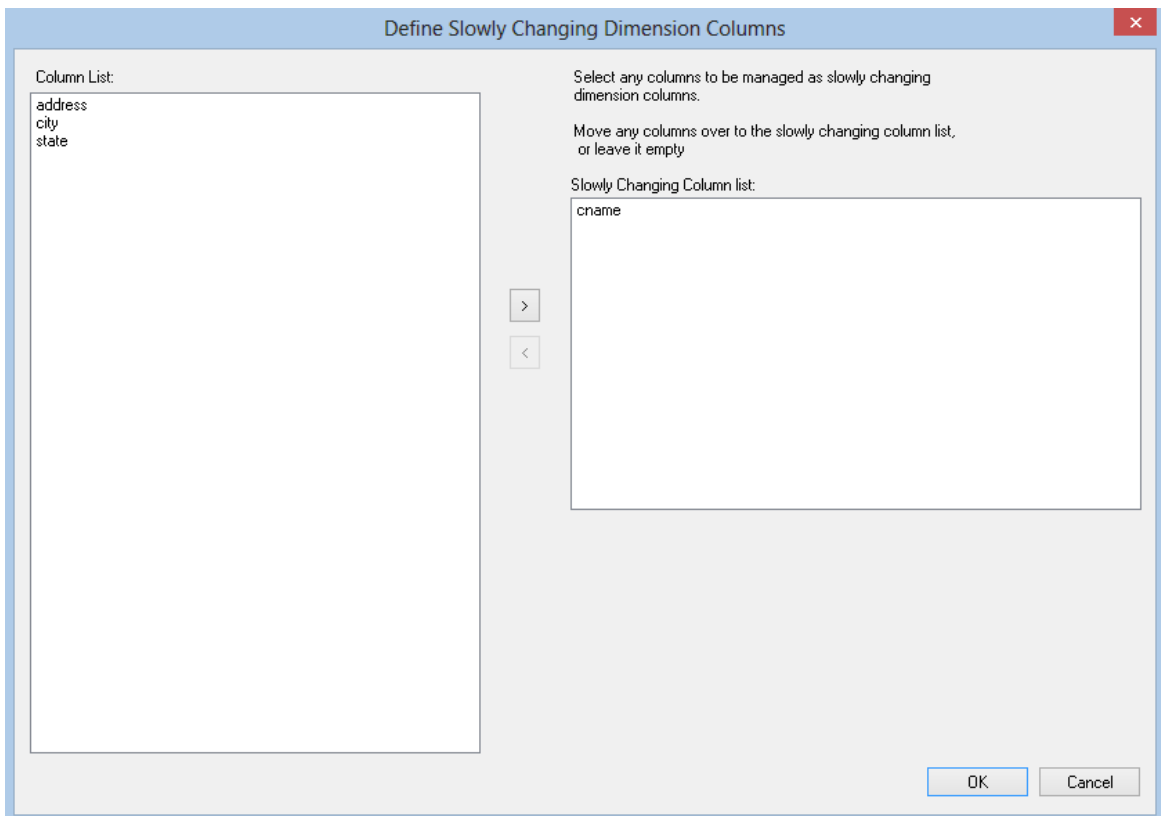 Define Slowly Changing Dimension Columns
×
Column List:
address
city
state
Select any columns to be managed as slowly changing
dimension columns.
Move any columns over to the slowly changing column list,
or leave it empty
Slowly Changing Column list:
cname
>
<
OK
Cancel